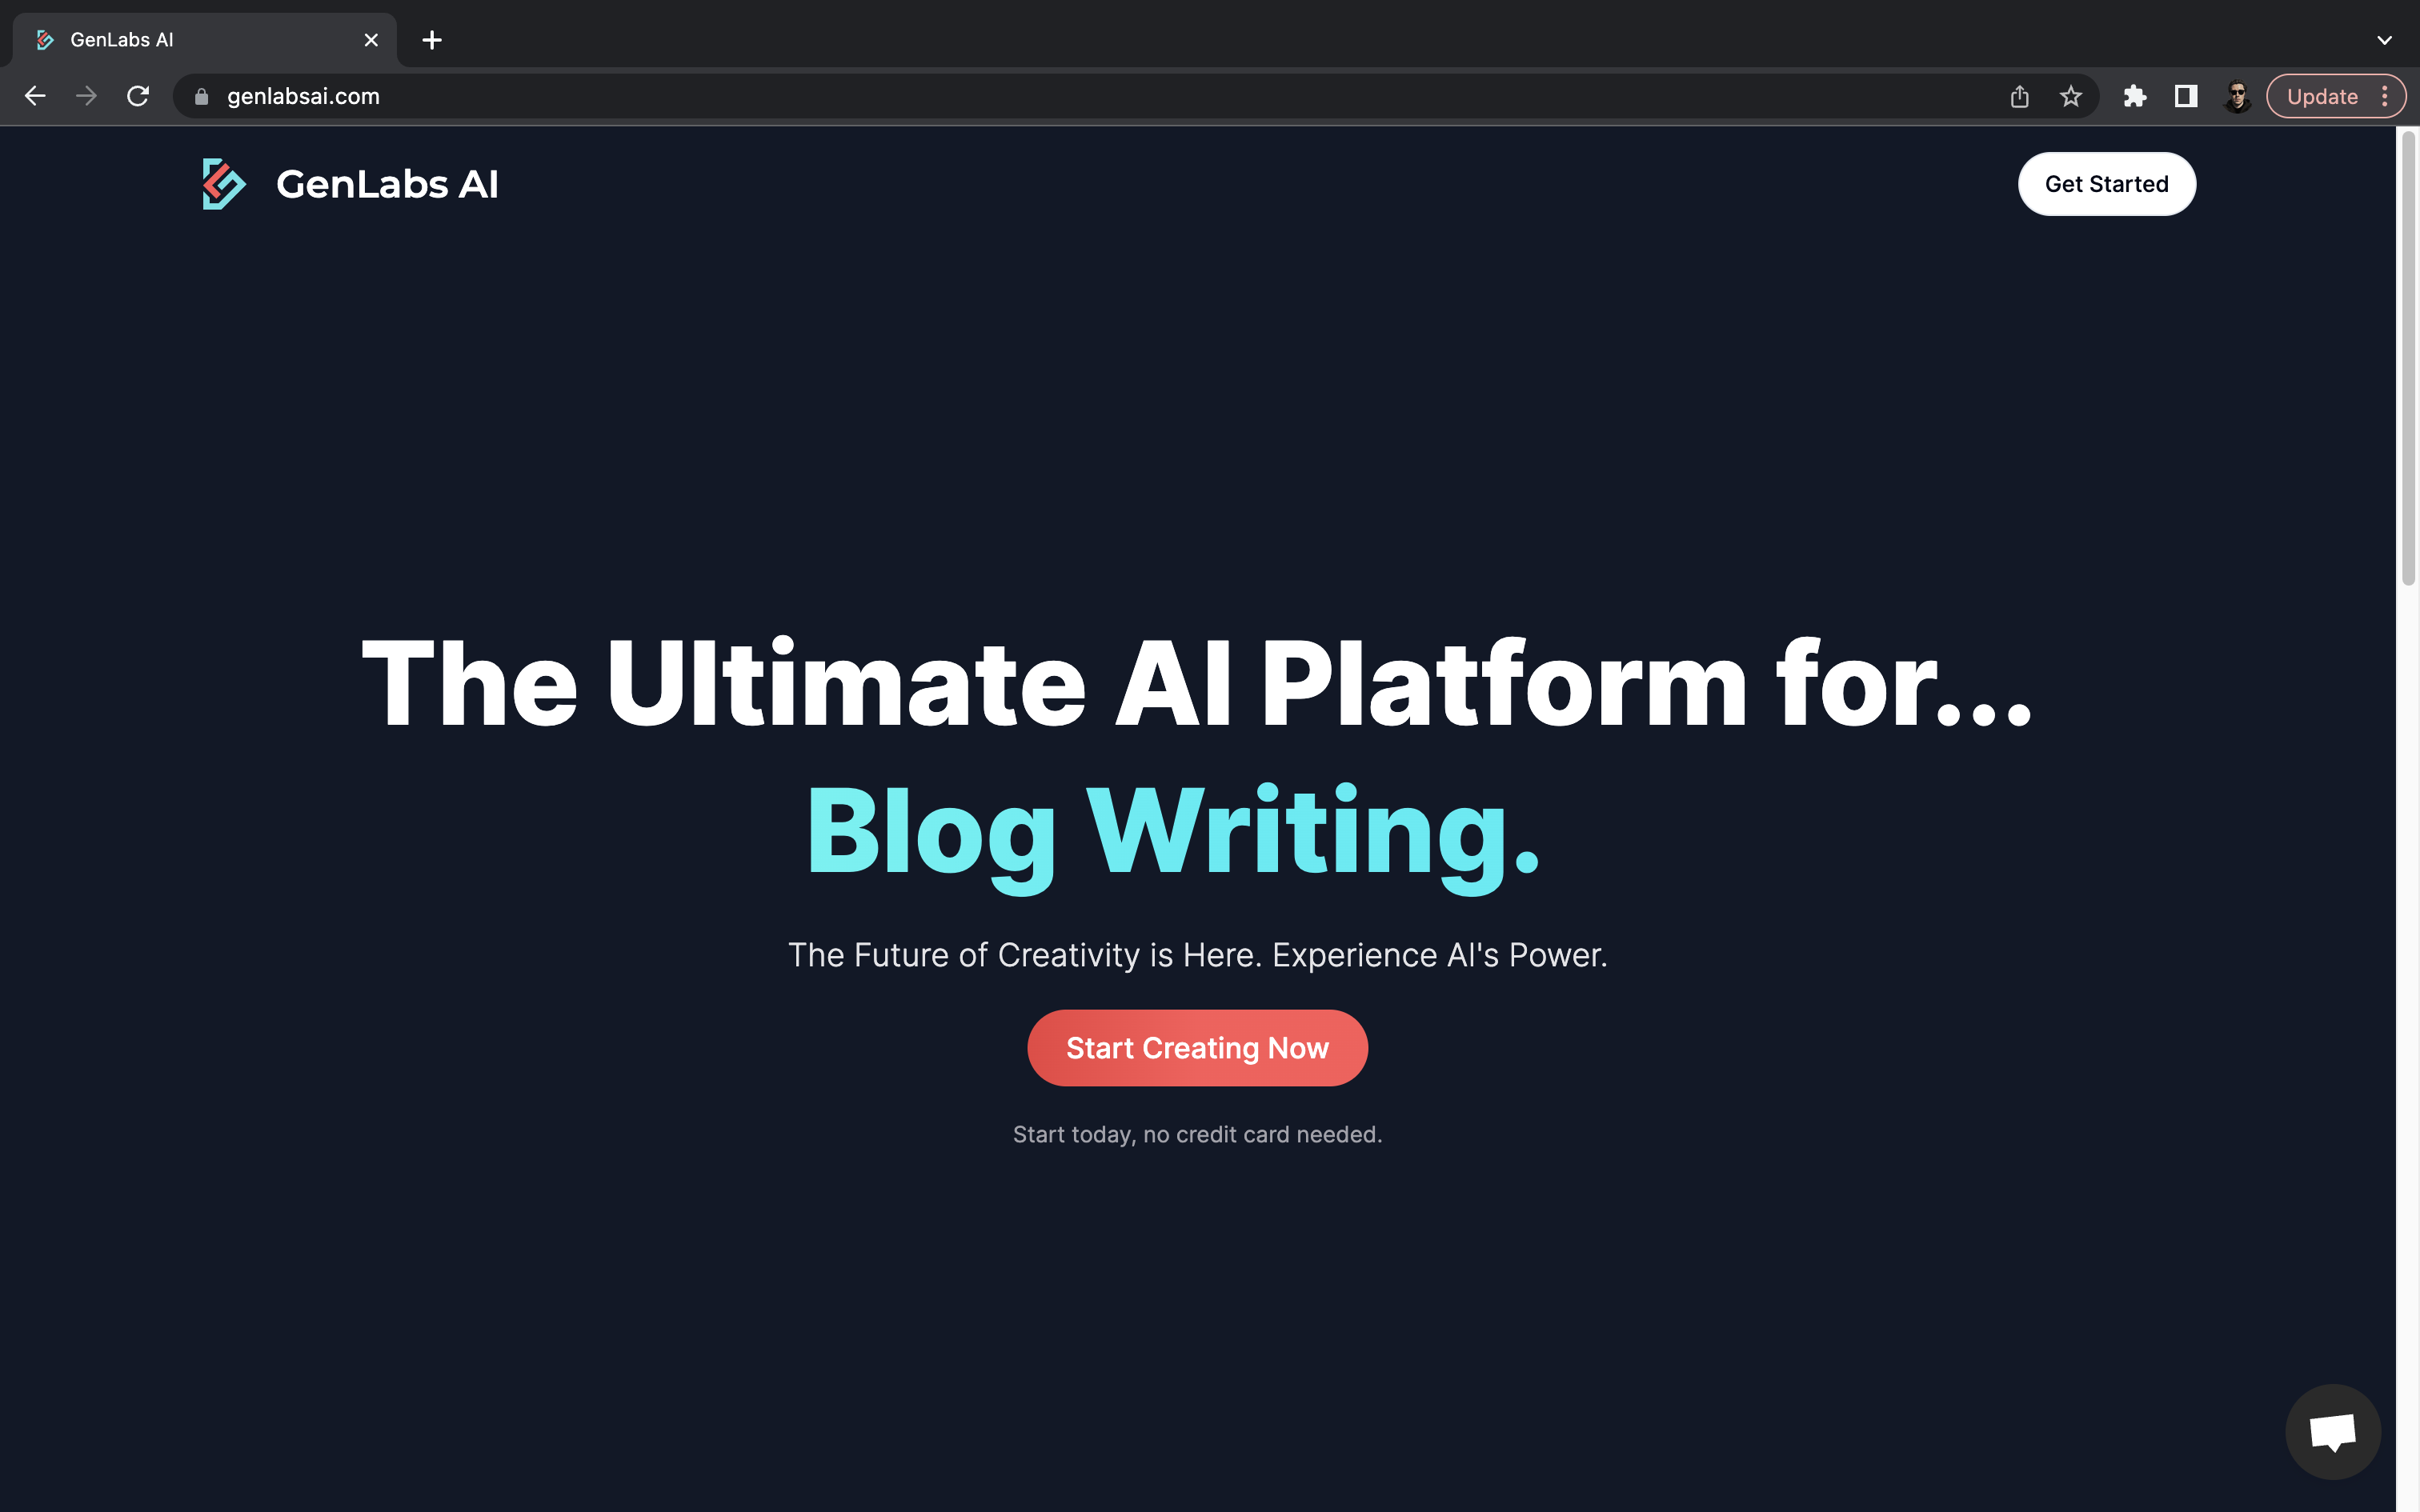 GenLabs AI
genlabsai.com
Update
GenLabs AI
Get Started
The Ultimate AI Platform for...
Blog Writing.
The Future of Creativity is Here. Experience AI's Power.
Start Creating Now
Start today, no credit card needed.